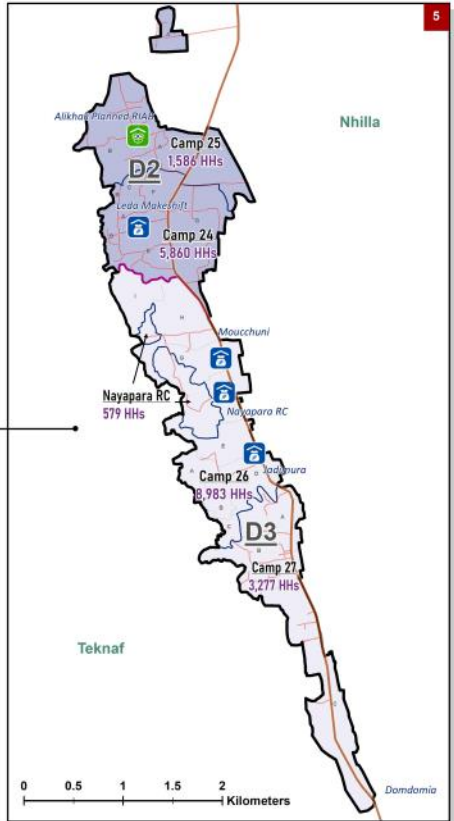 5
Nhilla
Alikhali Planned RIAB
Camp 25
1,586 HHs
D2
Leda Makeshift
Camp 24
5,860 HHs
Moucchuni
Nayapara RC
579 HHs
Nayapara RC
Jadimura
Camp 26
8,983 HHs
D3
Camp 27
3,277 HHs
Teknaf
Domdomia
0 0.5 1 1.5 2
Kilometers